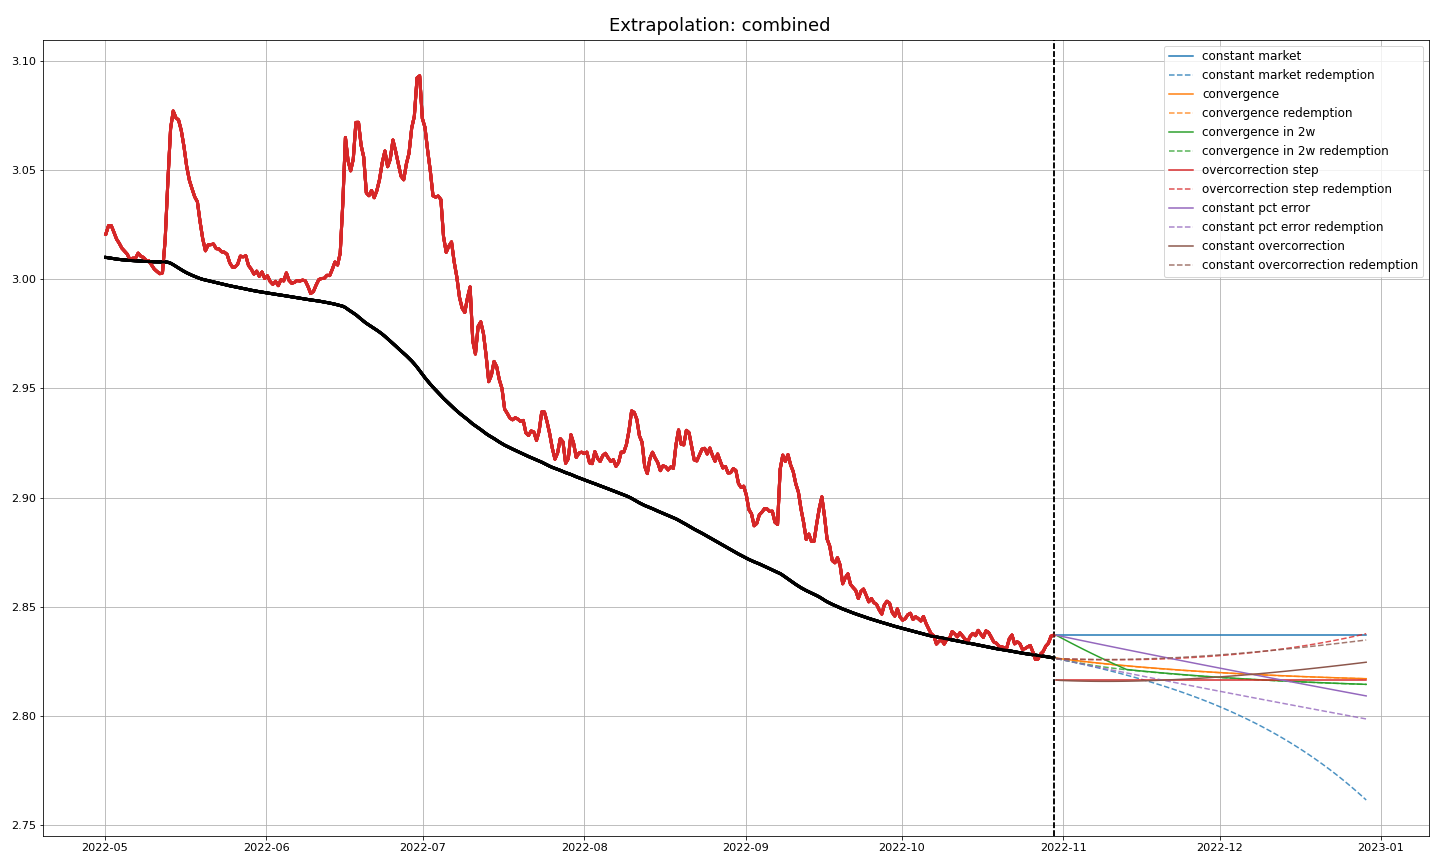 Extrapolation: combined
3.10
3.05
3.00
2.95
2.90
2.85
2.80
2.75
constant market
constant market redemption
convergence
convergence redemption
convergence in 2w
convergence in 2w redemption
overcorrection step
overcorrection step redemption
constant pct error
constant pct error redemption
constant overcorrection
constant overcorrection redemption
2022-05 2022-06 2022-07 2022-08 2022-09 2022-10 2022-11 2022-12 2023-01